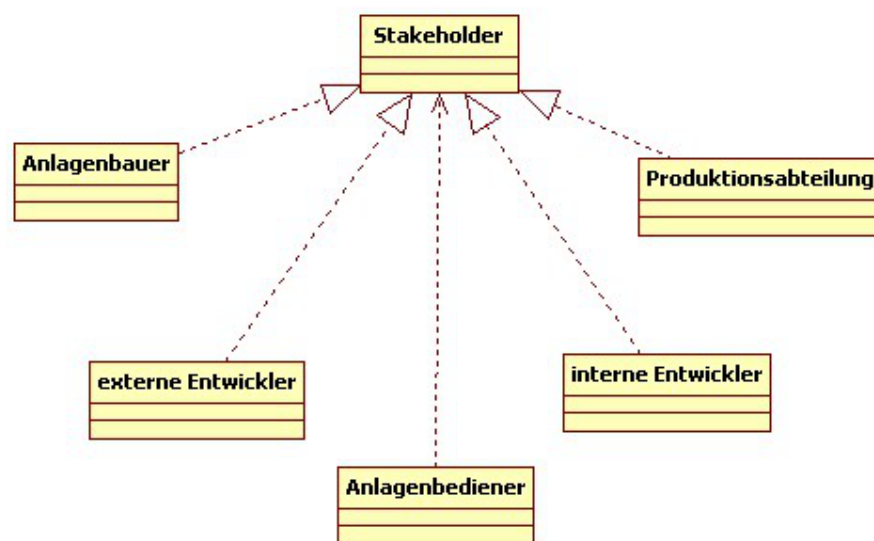 Stakeholder
Anlagenbauer
Produktionsabteilung
externe Entwickler
interne Entwickler
Anlagenbediener